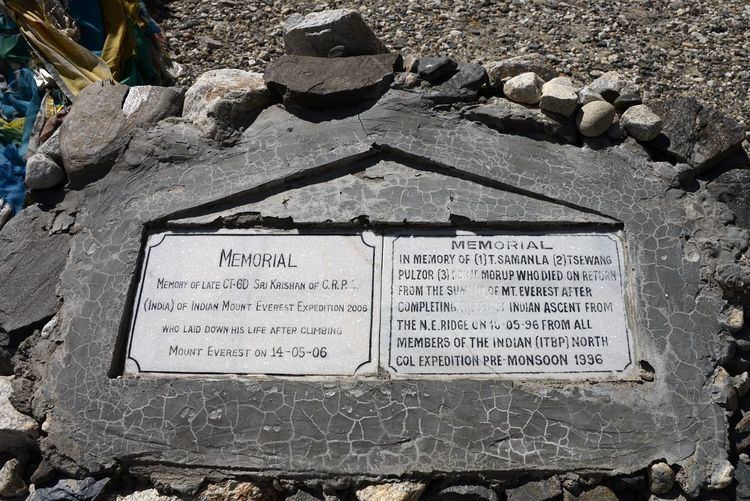 MEMORIAL
MEMORY OF LATE CT-GD SRI KRISHAN OF C.R.P.
(INDIA) OF INDIAN MOUNT EVEREST EXPEDITION 2006
WHO LAID DOWN HIS LIFE AFTER CLIMBING
MOUNT EVEREST ON 14-05-06
MEMORIAL
IN MEMORY OF (1) T. SAMANLA (2) TSEWANG
PULZOR (3) MORUP WHO DIED ON RETURN
FROM THE OF MT. EVEREST AFTER
COMPLETING OF INDIAN ASCENT FROM
THE N.E. RIDGE ON 10-05-96 FROM ALL
MEMBERS OF THE INDIAN (ITBP) NORTH
COL EXPEDITION PRE-MONSOON 1996